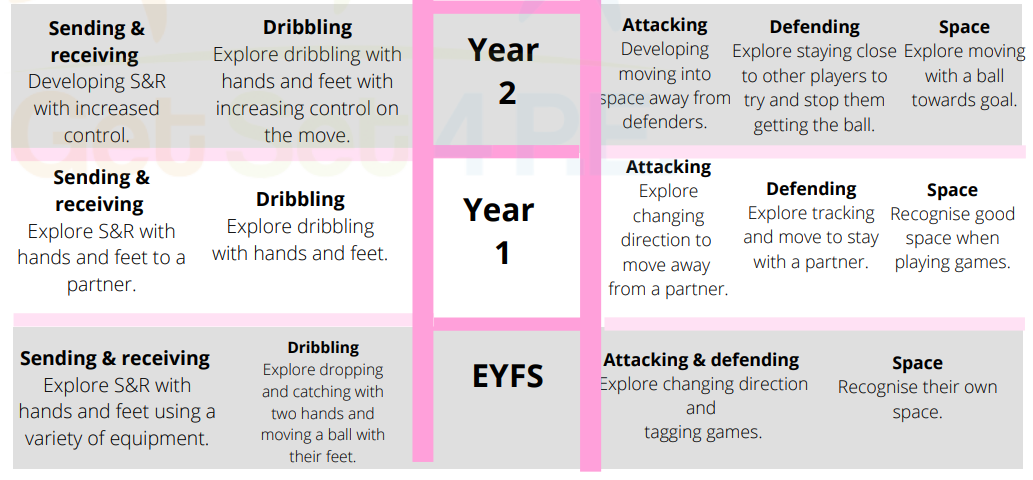 Sending &
receiving
Developing S&R
with increased
control.
Dribbling
Explore dribbling with
hands and feet with
increasing control on
the move.
Year
2
Attacking
Developing
moving into
space away from
defenders.
Defending
Explore staying close
to other players to
try and stop them
getting the ball.
Space
Explore moving
with a ball
towards goal.
Get Set 4 PE
Sending &
receiving
Explore S&R with
hands and feet to a
partner.
Dribbling
Explore dribbling
with hands and feet.
Year
1
Attacking
Explore
changing
direction to
move away
from a partner.
Defending
Explore tracking
and move to stay
with a partner.
Space
Recognise good
space when
playing games.
Sending & receiving
Explore S&R with
hands and feet using a
variety of equipment.
Dribbling
Explore dropping
and catching with
two hands and
moving a ball with
their feet.
EYFS
Attacking & defending
Explore changing direction
and
tagging games.
Space
Recognise their own
space.